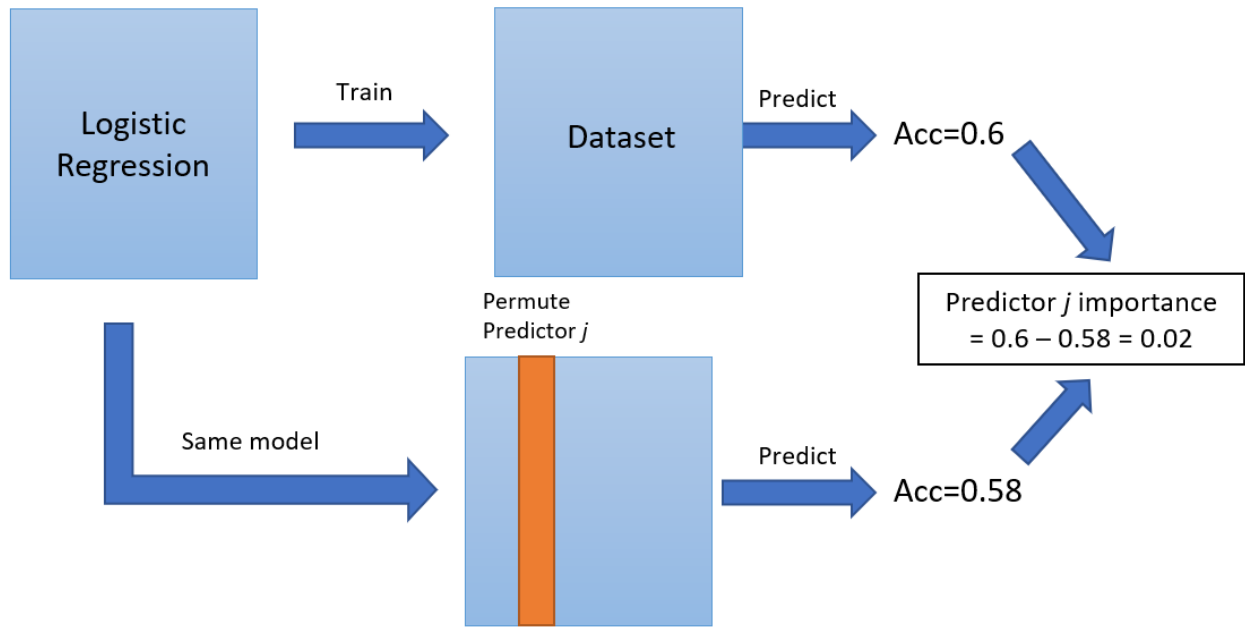 Logistic
Regression
Train
Dataset
Predict
Acc=0.6
Permute
Predictor j
Predictor j importance
= 0.6 – 0.58 = 0.02
Same model
Predict
Acc=0.58